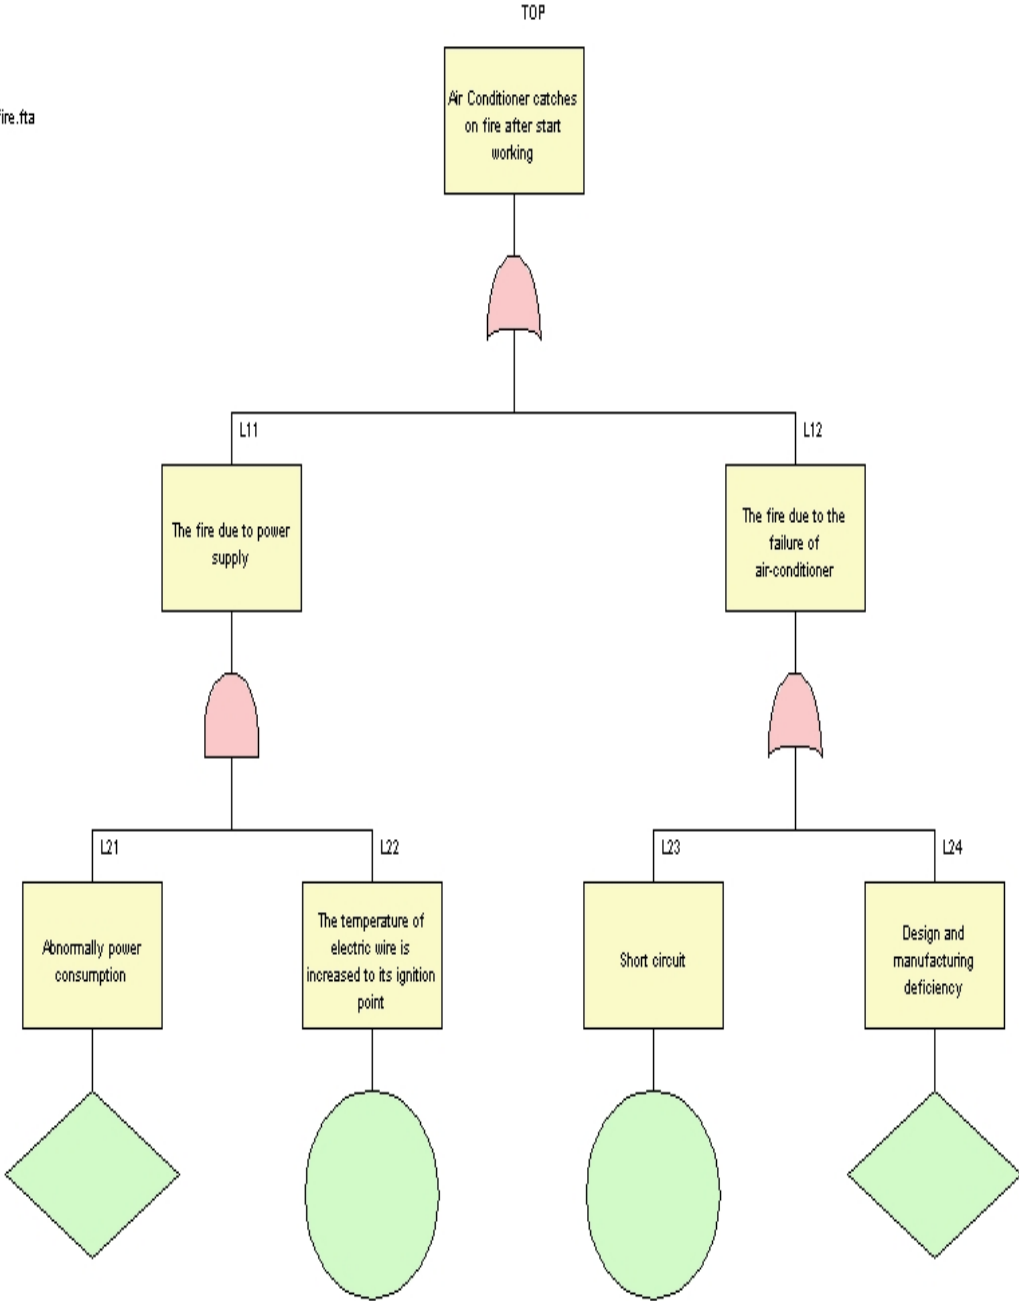 TOP
Air Conditioner catches
on fire after start
working
fire.fta
L11
L12
The fire due to power
supply
The fire due to the
failure of
air-conditioner
L21
L22
L23
L24
Abnormally power
consumption
The temperature of
electric wire is
increased to its ignition
point
Short circuit
Design and
manufacturing
deficiency